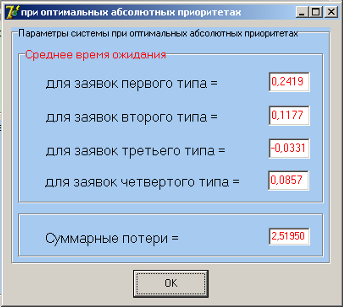 при оптимальных абсолютных приоритетах
Параметры системы при оптимальных абсолютных приоритетах
Среднее время ожидания
для заявок первого типа = 0,2419
для заявок второго типа = 0,1177
для заявок третьего типа = -0,0331
для заявок четвертого типа = 0,0857
Суммарные потери = 2,51950
OK